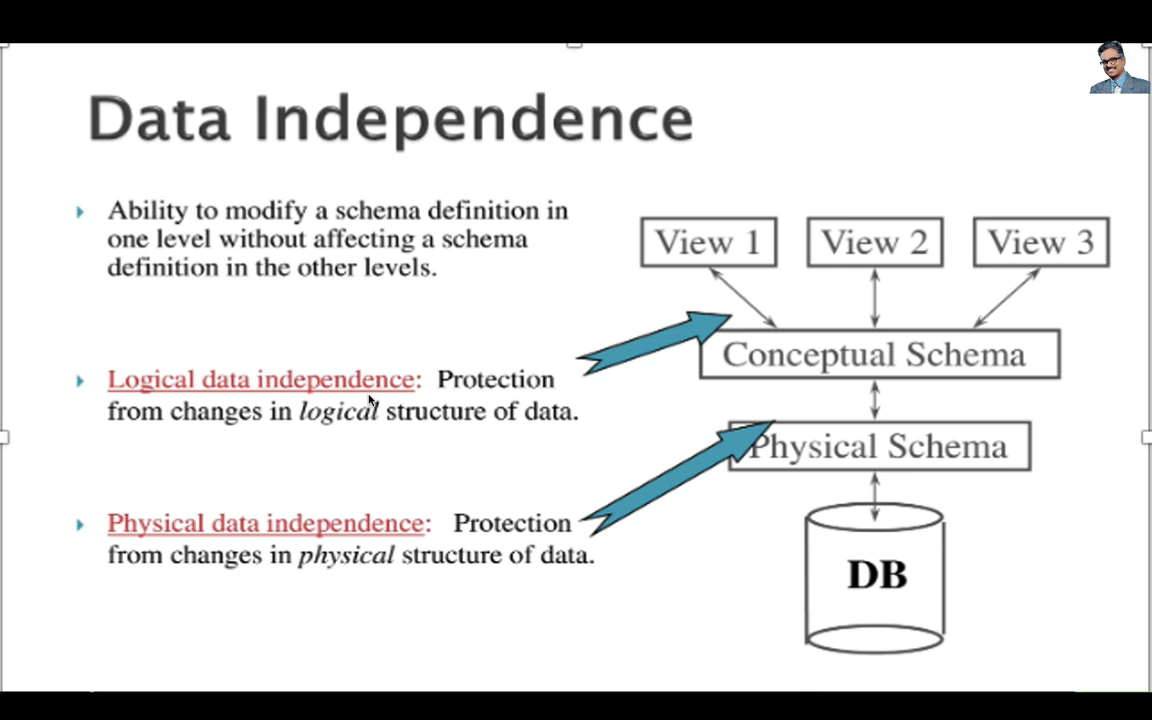 Data Independence
Ability to modify a schema definition in
one level without affecting a schema
definition in the other levels.
Logical data independence: Protection
from changes in logical structure of data.
Physical data independence: Protection
from changes in physical structure of data.
View 1
View 2
View 3
Conceptual Schema
Physical Schema
DB